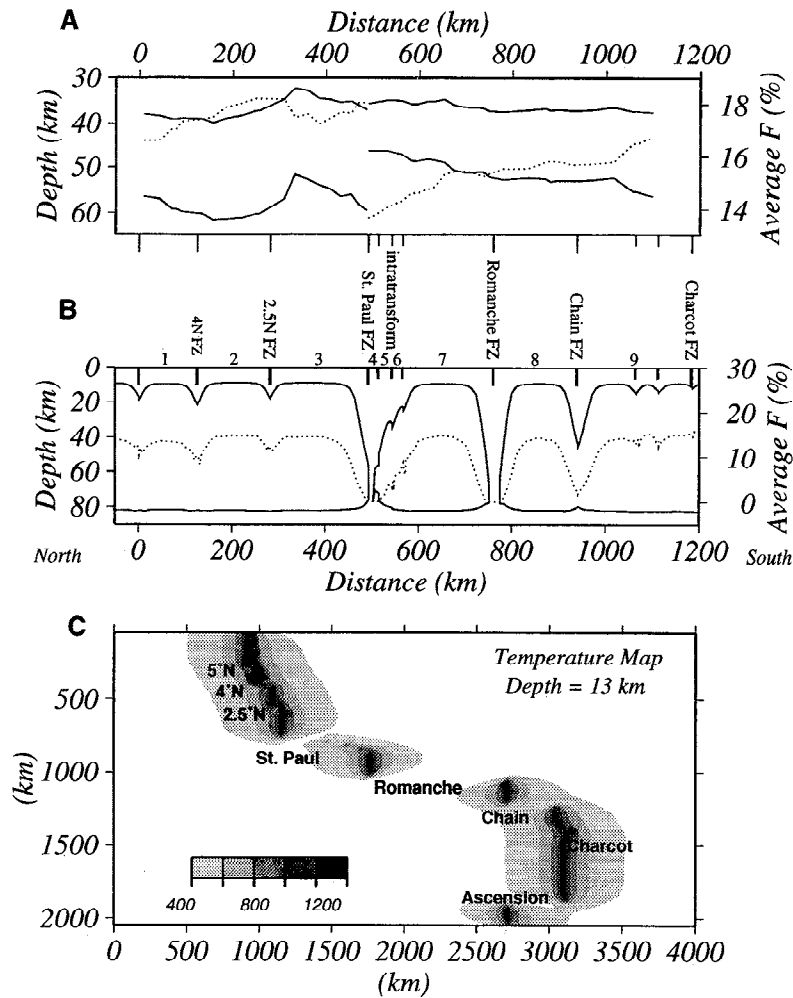 A
Distance (km)
0 200 400 600 800 1000 1200
30
40
50
60
Depth (km)
18
16
14
Average F (%)
B
4N FZ
2.5N FZ
St. Paul FZ
intratransform
Romanche FZ
Chain FZ
Charcot FZ
1 2 3 4 5 6 7 8 9
0
20
40
60
80
Depth (km)
30
20
10
0
Average F (%)
North
0 200 400 600 800 1000 1200
South
Distance (km)
C
Temperature Map
Depth = 13 km
5°N
4°N
2.5°N
St. Paul
Romanche
Chain
Charcot
Ascension
400 800 1200
500
1000
1500
2000
(km)
0 500 1000 1500 2000 2500 3000 3500 4000
(km)